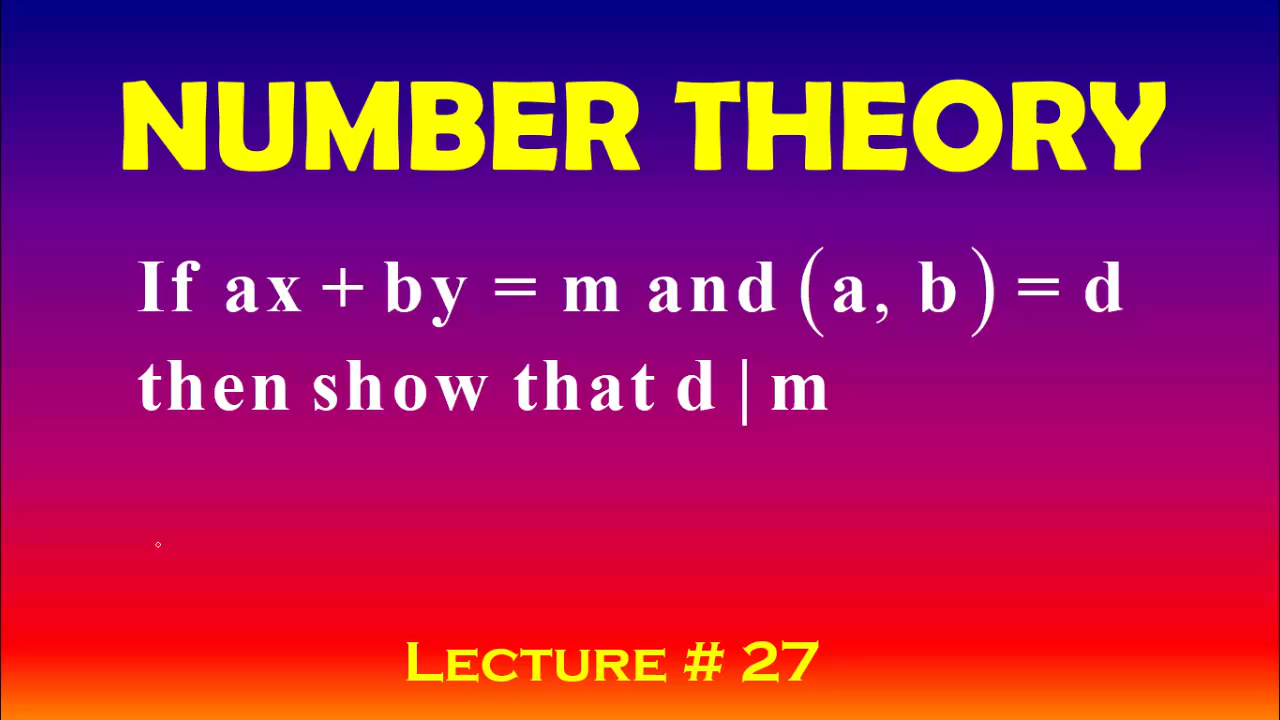 NUMBER THEORY
If ax + by = m and (a, b) = d
then show that d | m
Lecture # 27